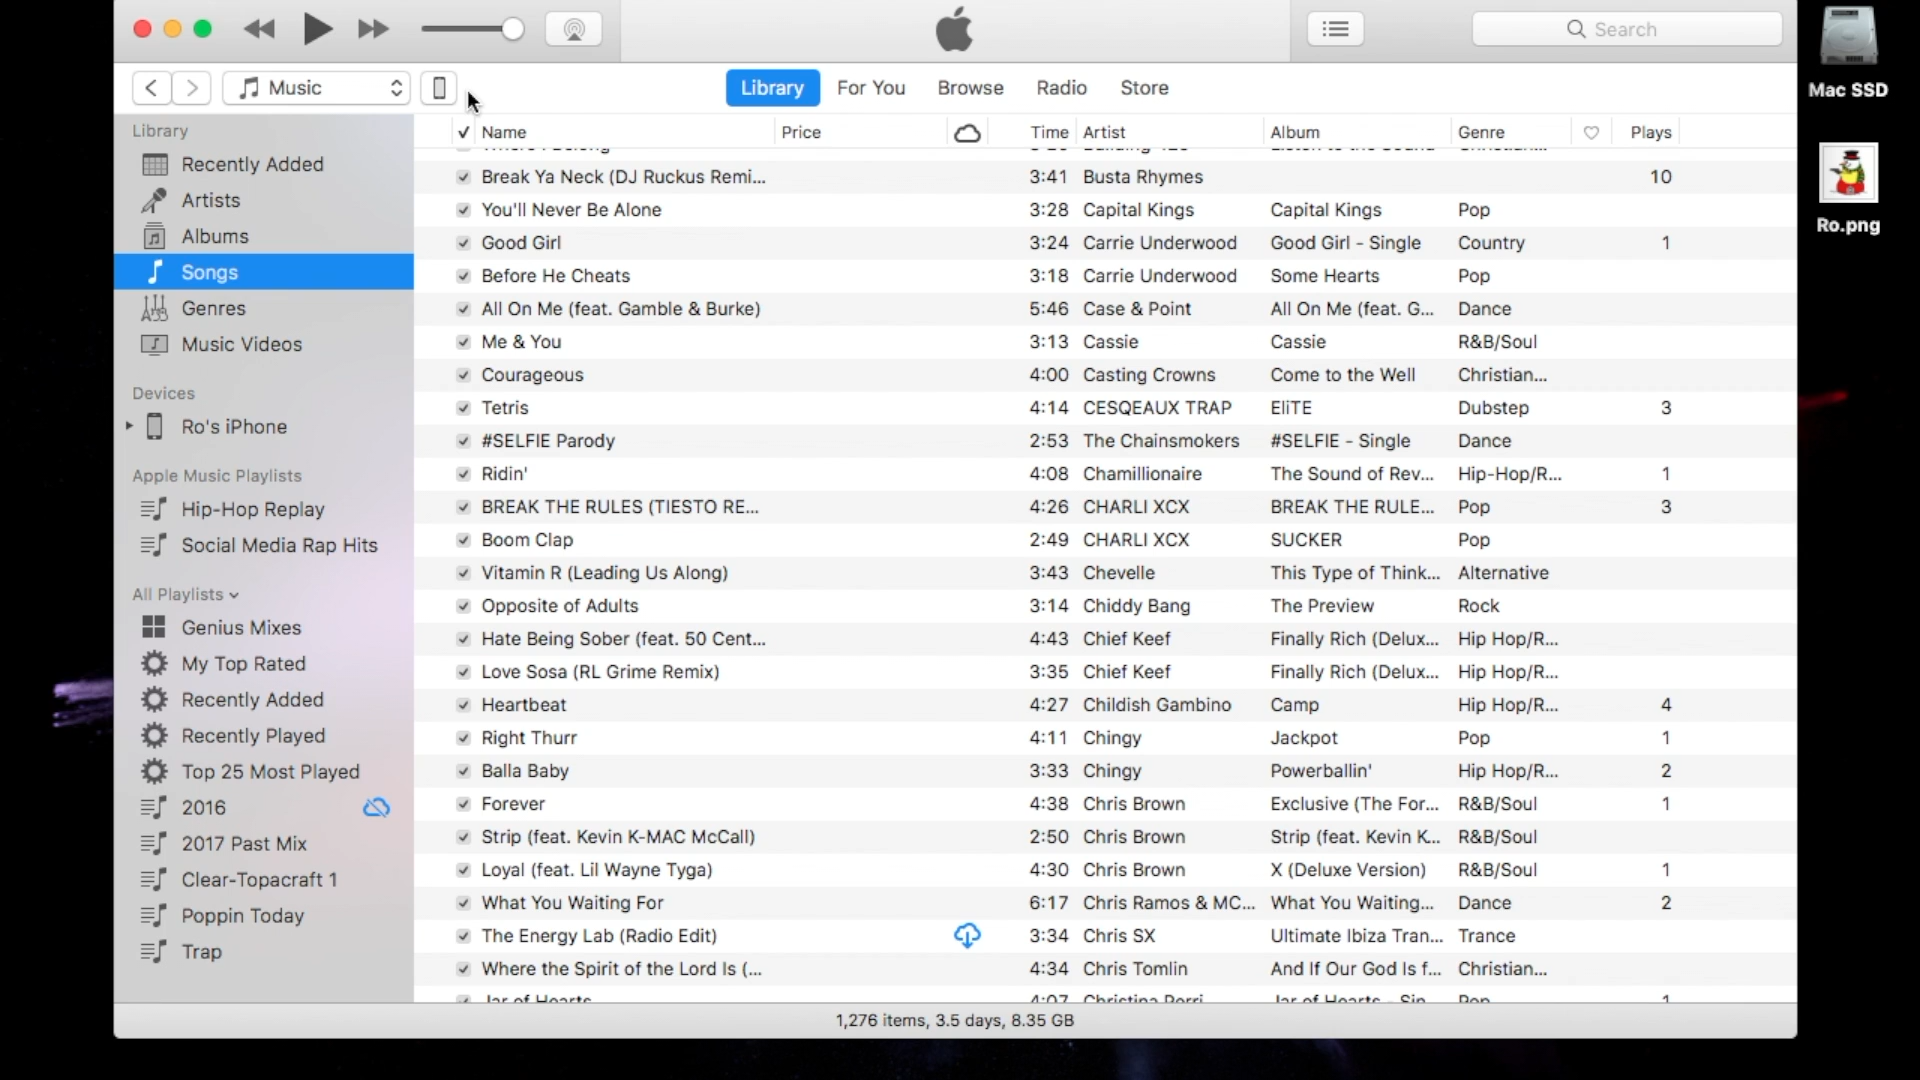 Search
Music
Library For You Browse Radio Store
Mac SSD
Ro.png
Library
Recently Added
Artists
Albums
Songs
Genres
Music Videos
Devices
Ro's iPhone
Apple Music Playlists
Hip-Hop Replay
Social Media Rap Hits
All Playlists
Genius Mixes
My Top Rated
Recently Added
Recently Played
Top 25 Most Played
2016
2017 Past Mix
Clear-Topacraft 1
Poppin Today
Trap
Name Price Time Artist Album Genre Plays
Break Ya Neck (DJ Ruckus Remi... 3:41 Busta Rhymes 10
You'll Never Be Alone 3:28 Capital Kings Capital Kings Pop
Good Girl 3:24 Carrie Underwood Good Girl - Single Country 1
Before He Cheats 3:18 Carrie Underwood Some Hearts Pop
All On Me (feat. Gamble & Burke) 5:46 Case & Point All On Me (feat. G... Dance
Me & You 3:13 Cassie Cassie R&B/Soul
Courageous 4:00 Casting Crowns Come to the Well Christian...
Tetris 4:14 CESQEAUX TRAP EliTE Dubstep 3
#SELFIE Parody 2:53 The Chainsmokers #SELFIE - Single Dance
Ridin' 4:08 Chamillionaire The Sound of Rev... Hip-Hop/R... 1
BREAK THE RULES (TIESTO RE... 4:26 CHARLI XCX BREAK THE RULE... Pop 3
Boom Clap 2:49 CHARLI XCX SUCKER Pop
Vitamin R (Leading Us Along) 3:43 Chevelle This Type of Think... Alternative
Opposite of Adults 3:14 Chiddy Bang The Preview Rock
Hate Being Sober (feat. 50 Cent... 4:43 Chief Keef Finally Rich (Delux... Hip Hop/R...
Love Sosa (RL Grime Remix) 3:35 Chief Keef Finally Rich (Delux... Hip Hop/R...
Heartbeat 4:27 Childish Gambino Camp Hip Hop/R... 4
Right Thurr 4:11 Chingy Jackpot Pop 1
Balla Baby 3:33 Chingy Powerballin' Hip Hop/R... 2
Forever 4:38 Chris Brown Exclusive (The For... R&B/Soul 1
Strip (feat. Kevin K-MAC McCall) 2:50 Chris Brown Strip (feat. Kevin K... R&B/Soul
Loyal (feat. Lil Wayne Tyga) 4:30 Chris Brown X (Deluxe Version) R&B/Soul 1
What You Waiting For 6:17 Chris Ramos & MC... What You Waiting... Dance 2
The Energy Lab (Radio Edit) 3:34 Chris SX Ultimate Ibiza Tran... Trance
Where the Spirit of the Lord Is (... 4:34 Chris Tomlin And If Our God Is f... Christian...
Jar of Hearts 4:07 Christina Perri Jar of Hearts - Sin... Pop 1
1,276 items, 3.5 days, 8.35 GB